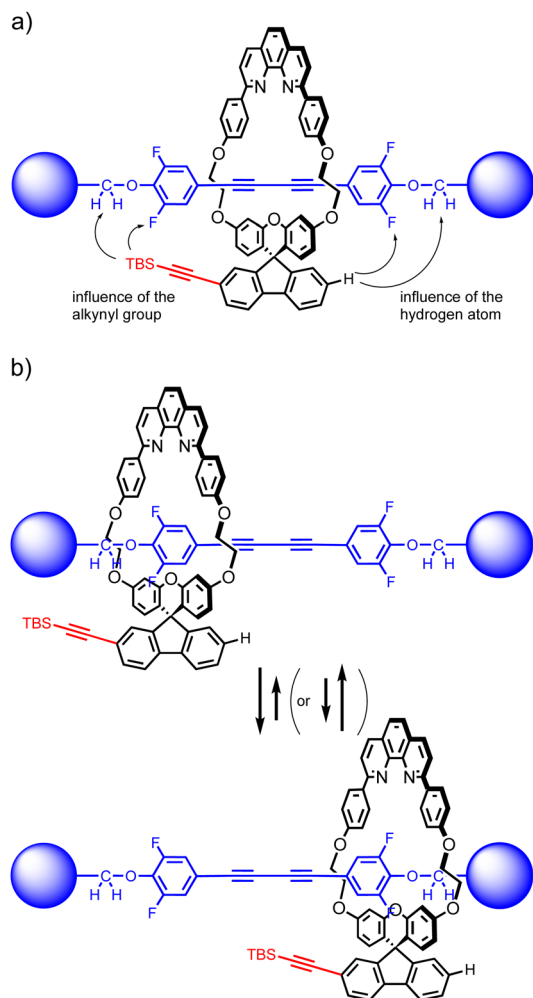 a)
N N
F F
O O
C O O C
H H H H
F F
O O
O
TBS H
influence of the
alkynyl group
influence of the
hydrogen atom
b)
N N
F F
O O
C O O C
H H H H
F F
O O
O
TBS H
or
N N
F F
O O
C O O C
H H H H
F F
O O
O
TBS H